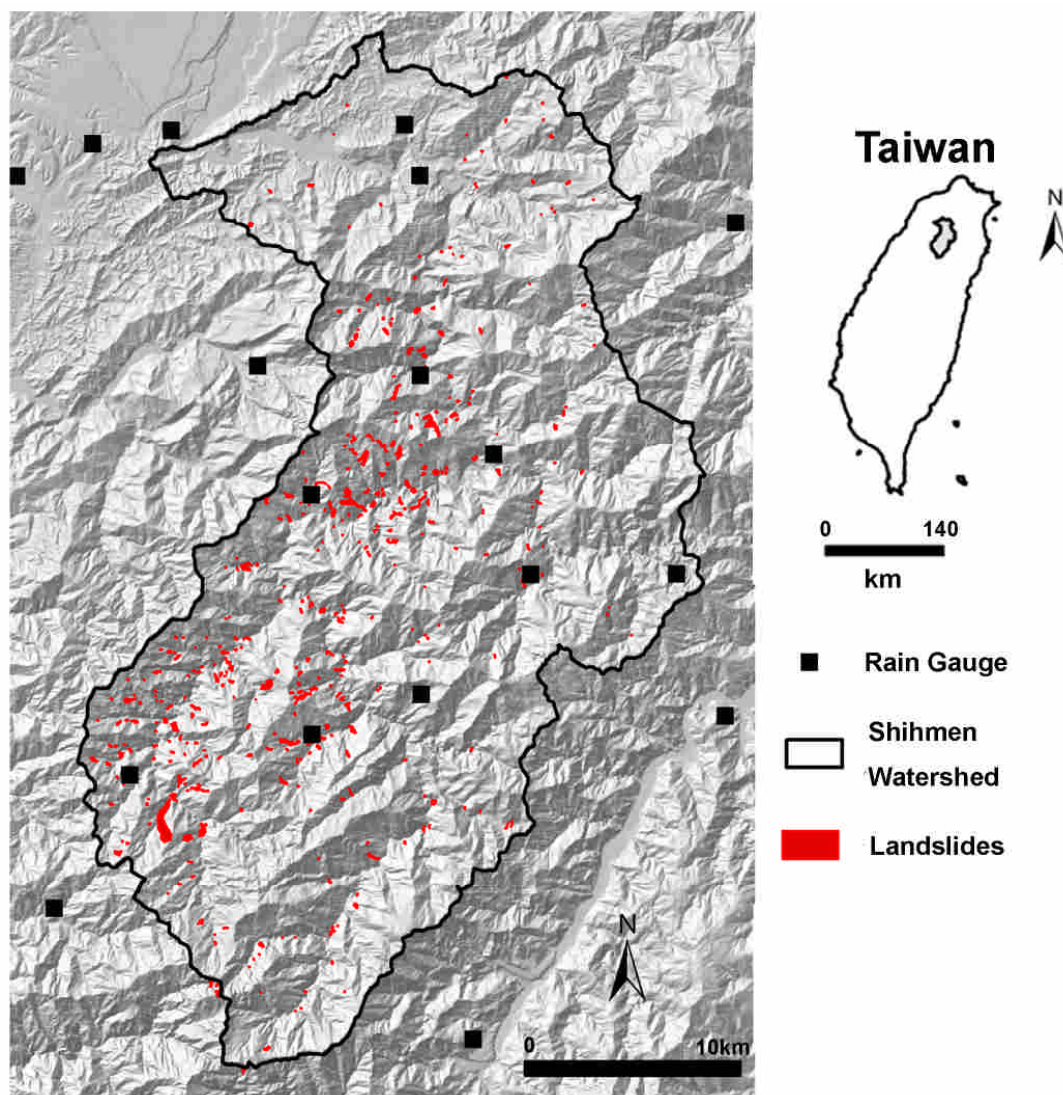 Taiwan
N
0 140
km
Rain Gauge
Shihmen
Watershed
Landslides
N
0 10km